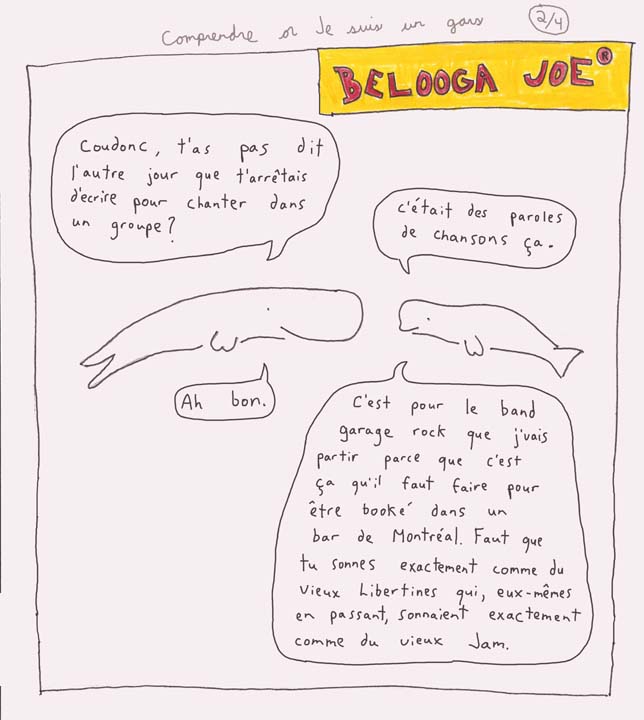 Comprendre or Je suis un gars
2/4
BELOOGA JOE®
Coudonc, t'as pas dit
l'autre jour que t'arrêtais
d'ecrire pour chanter dans
un groupe?
c'était des paroles
de chansons ça.
Ah bon.
C'est pour le band
garage rock que j'vais
partir parce que c'est
ça qu'il faut faire pour
être booké dans un
bar de Montréal. Faut que
tu sonnes exactement comme du
vieux Libertines qui, eux-mêmes
en passant, sonnaient exactement
comme du vieux Jam.